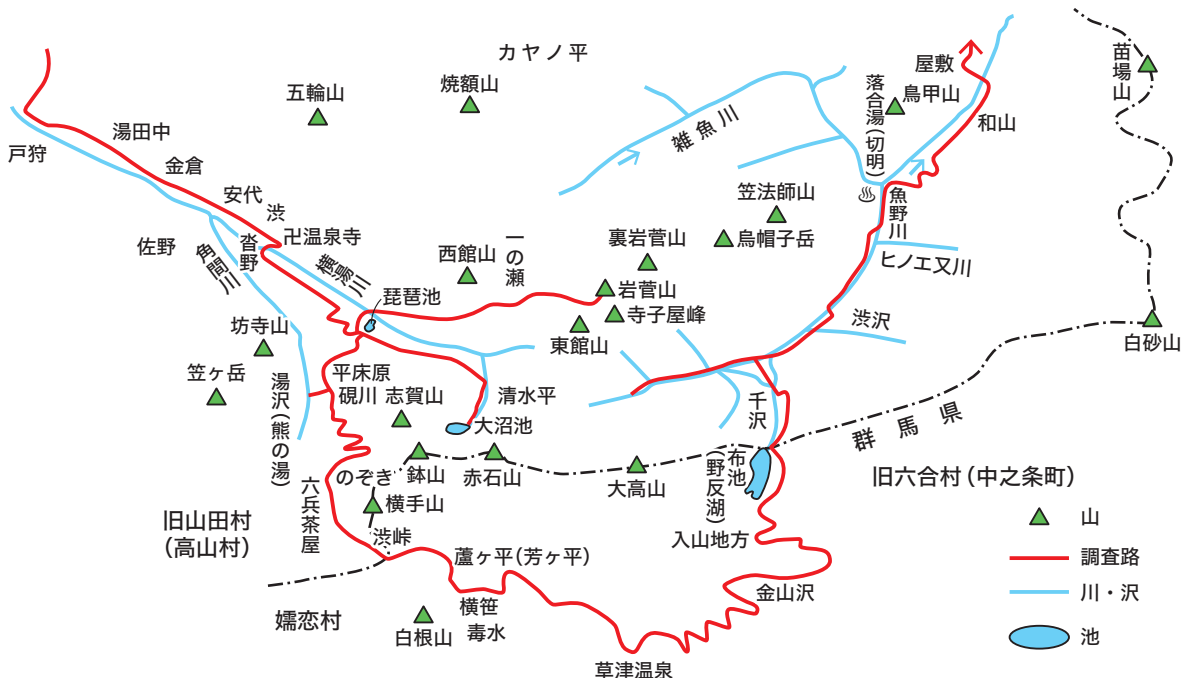 カヤノ平
焼額山
五輪山
苗場山
屋敷
落合湯(切明)
鳥甲山
和山
雑魚川
湯田中
戸狩
金倉
安代
渋
卍温泉寺
佐野
角間川
沓野
横湯川
琵琶池
西館山
一の瀬
裏岩菅山
笠法師山
烏帽子岳
魚野川
ヒノエ又川
岩菅山
寺子屋峰
東館山
渋沢
白砂山
坊寺山
笠ヶ岳
湯沢(熊の湯)
平床原
硯川
志賀山
清水平
大沼池
千沢
群馬県
のぞき
鉢山
赤石山
大高山
布池
(野反湖)
旧六合村(中之条町)
横手山
六兵茶屋
旧山田村
(高山村)
渋峠
入山地方
蘆ヶ平(芳ヶ平)
金山沢
嬬恋村
白根山
横笹
毒水
草津温泉
山
調査路
川・沢
池